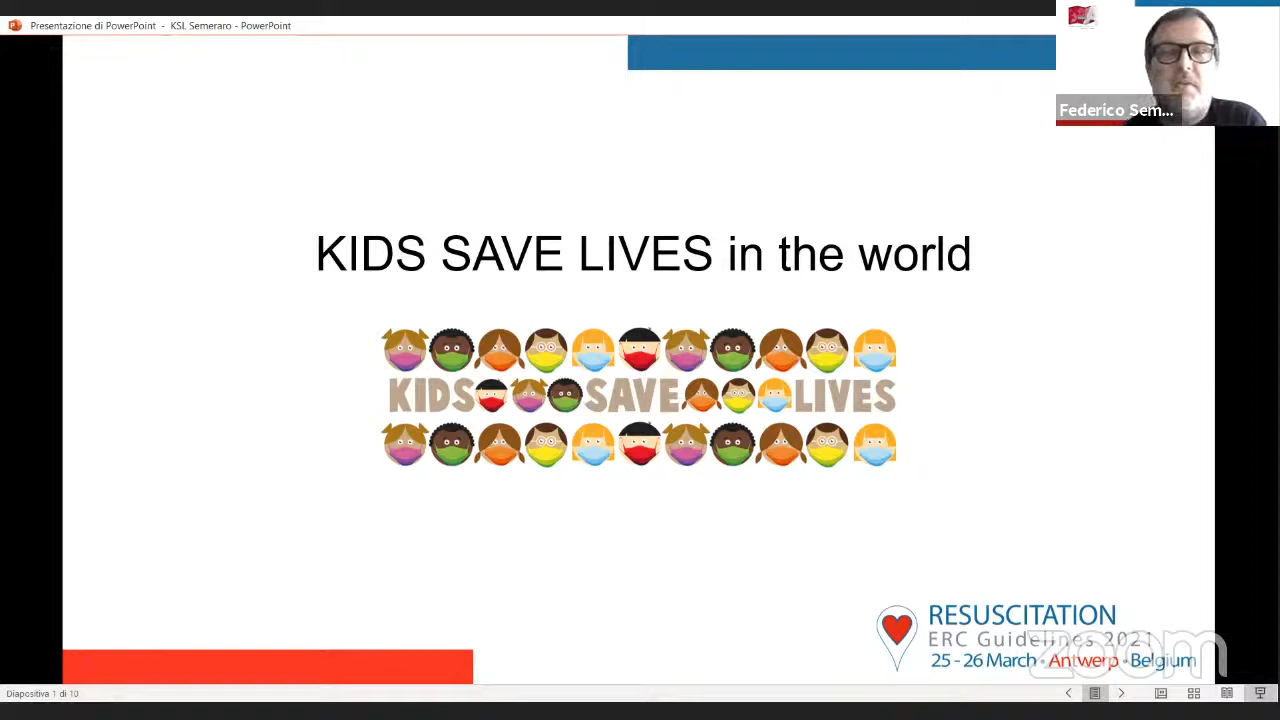 Presentazione di PowerPoint - KSL Semeraro - PowerPoint
Federico Sem...
KIDS SAVE LIVES in the world
KIDS SAVE LIVES
RESUSCITATION
ERC Guidelines 2021
25 - 26 March • Antwerp • Belgium
zoom
Diapositiva 1 di 10